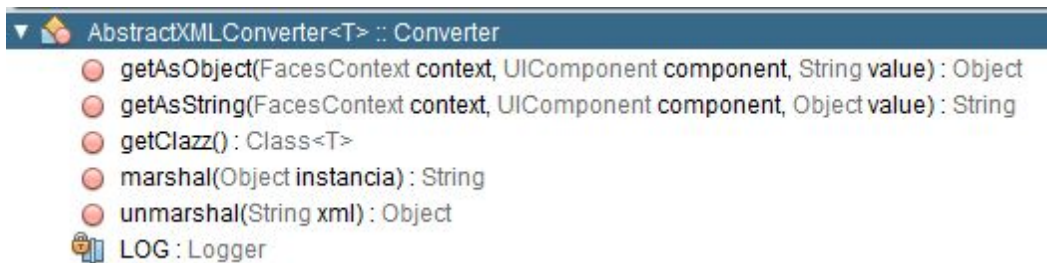 AbstractXMLConverter<T> :: Converter
getAsObject(FacesContext context, UIComponent component, String value) : Object
getAsString(FacesContext context, UIComponent component, Object value) : String
getClazz() : Class<T>
marshal(Object instancia) : String
unmarshal(String xml) : Object
LOG : Logger